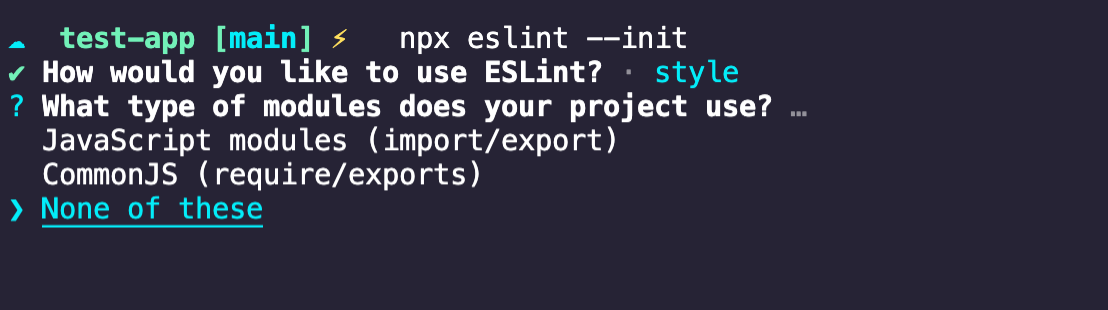 ☁ test-app [main] ⚡ npx eslint --init
✔ How would you like to use ESLint? · style
? What type of modules does your project use? …
JavaScript modules (import/export)
CommonJS (require/exports)
❯ None of these